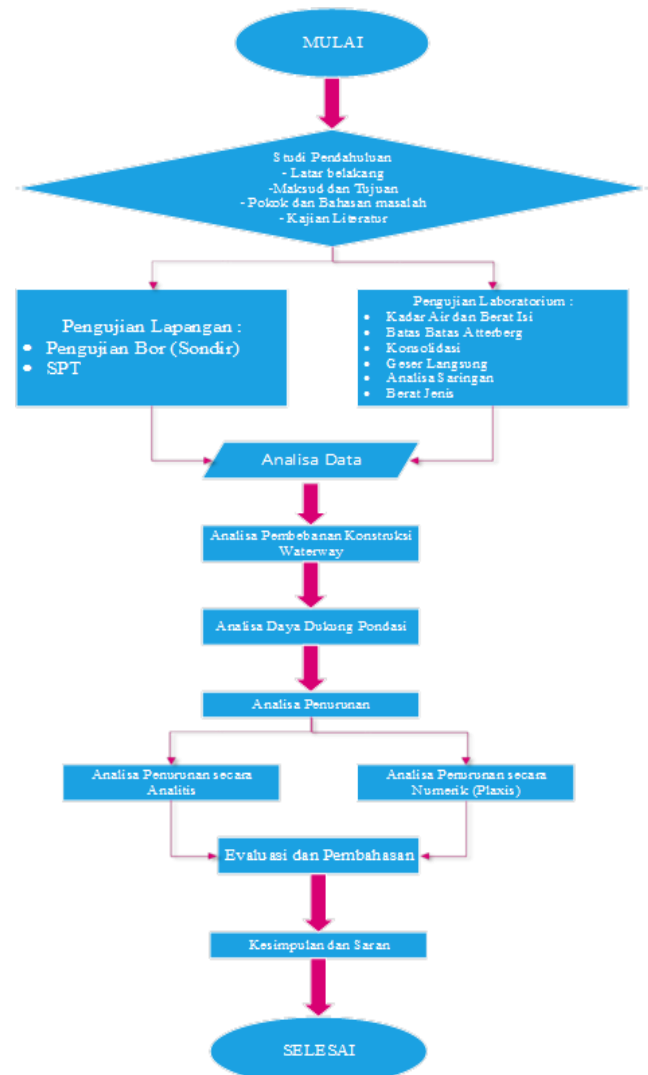 MULAI
Studi Pendahuluan
- Latar belakang
-Maksud dan Tujuan
- Pokok dan Bahasan masalah
- Kajian Literatur
Pengujian Lapangan :
• Pengujian Bor (Sondir)
• SPT
Pengujian Laboratorium :
• Kadar Air dan Berat Isi
• Batas Batas Atterberg
• Konsolidasi
• Geser Langsung
• Analisa Saringan
• Berat Jenis
Analisa Data
Analisa Pembebanan Konstruksi
Waterway
Analisa Daya Dukung Pondasi
Analisa Penurunan
Analisa Penurunan secara
Analitis
Analisa Penurunan secara
Numerik (Plaxis)
Evaluasi dan Pembahasan
Kesimpulan dan Saran
SELESAI